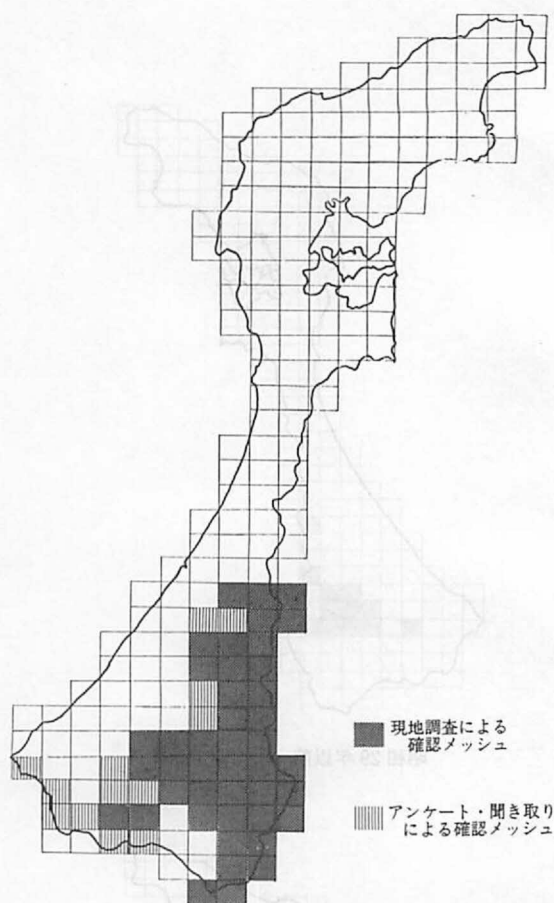 現地調査による
確認メッシュ
アンケート・聞き取り
による確認メッシュ